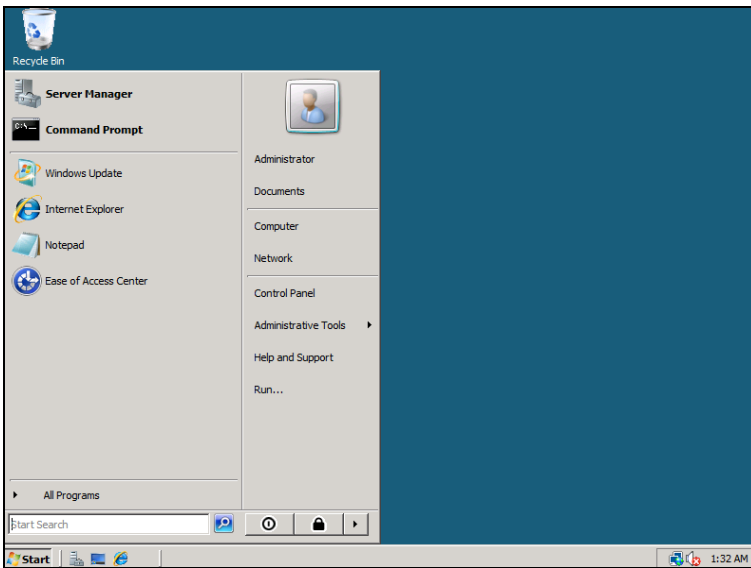 Recycle Bin
Server Manager
Command Prompt
Windows Update
Internet Explorer
Notepad
Ease of Access Center
All Programs
Start Search
Administrator
Documents
Computer
Network
Control Panel
Administrative Tools
Help and Support
Run...
Start
1:32 AM